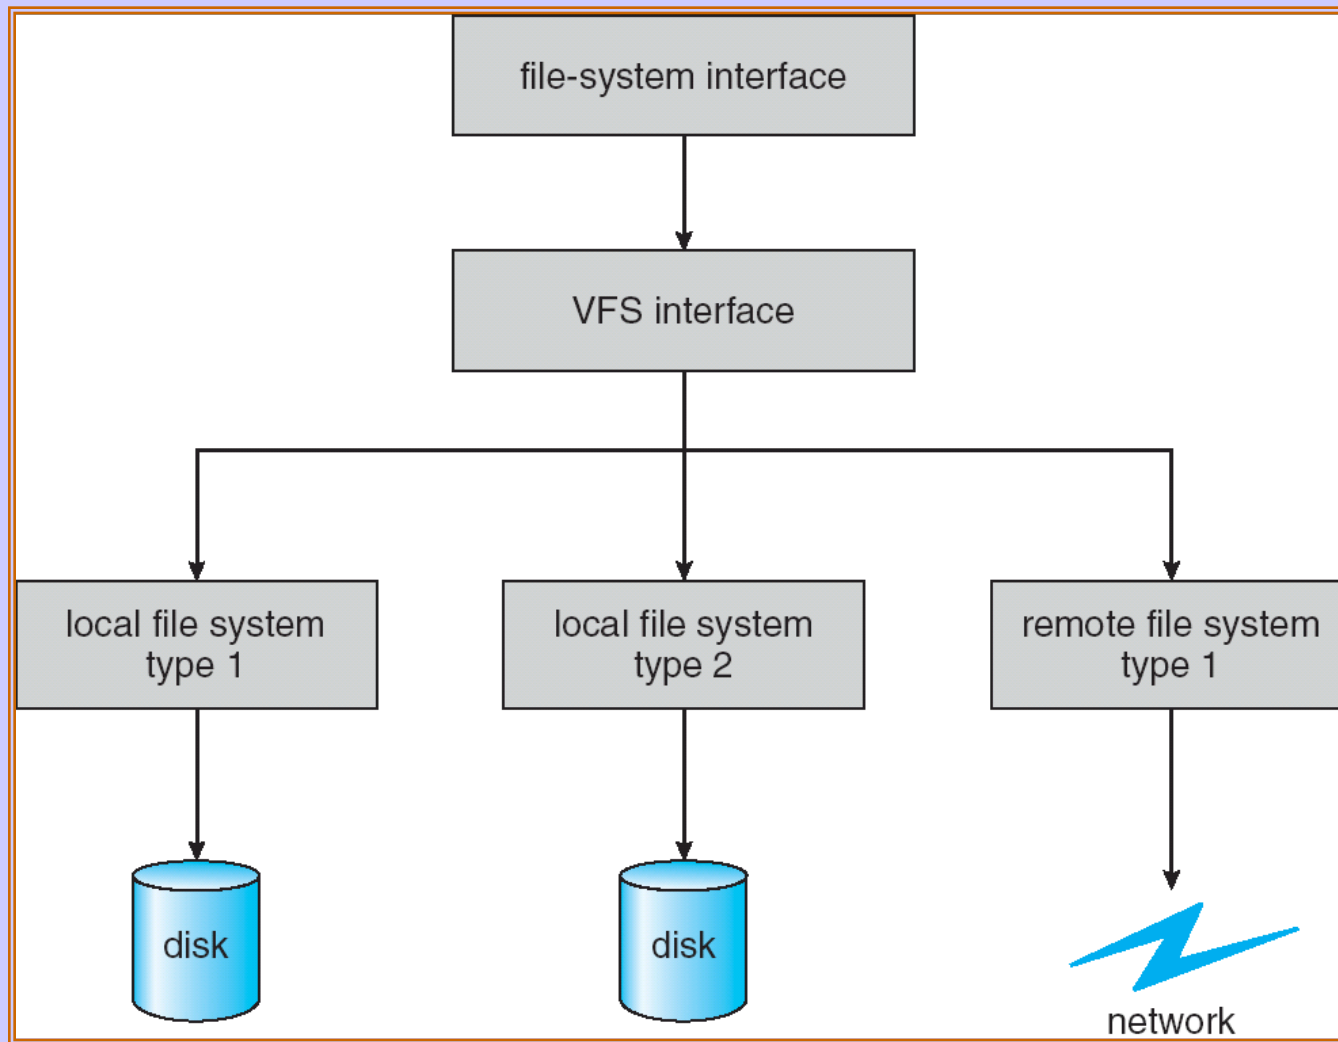 file-system interface
VFS interface
local file system
type 1
local file system
type 2
remote file system
type 1
disk
disk
network